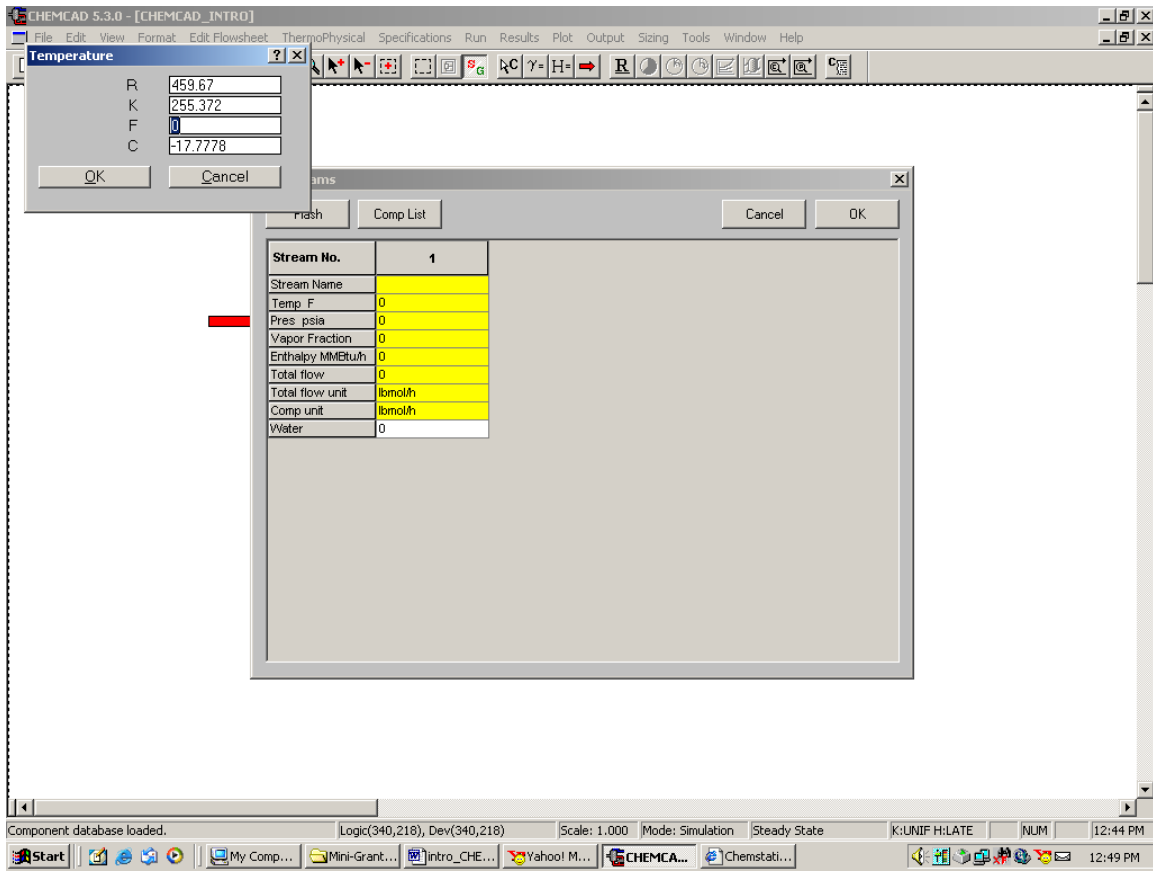 CHEMCAD 5.3.0 - [CHEMCAD_INTRO]
File Edit View Format Edit Flowsheet ThermoPhysical Specifications Run Results Plot Output Sizing Tools Window Help
Temperature
R 459.67
K 255.372
F 0
C -17.7778
OK Cancel
SG C γ= H= R C
ams
Flash Comp List Cancel OK
Stream No. 1
Stream Name
Temp F 0
Pres psia 0
Vapor Fraction 0
Enthalpy MMBtu/h 0
Total flow 0
Total flow unit lbmol/h
Comp unit lbmol/h
Water 0
Component database loaded. Logic(340,218), Dev(340,218) Scale: 1.000 Mode: Simulation Steady State K:UNIF H:LATE NUM 12:44 PM
Start My Comp... Mini-Grant... intro_CHE... Yahoo! M... CHEMCA... Chemstati... 12:49 PM